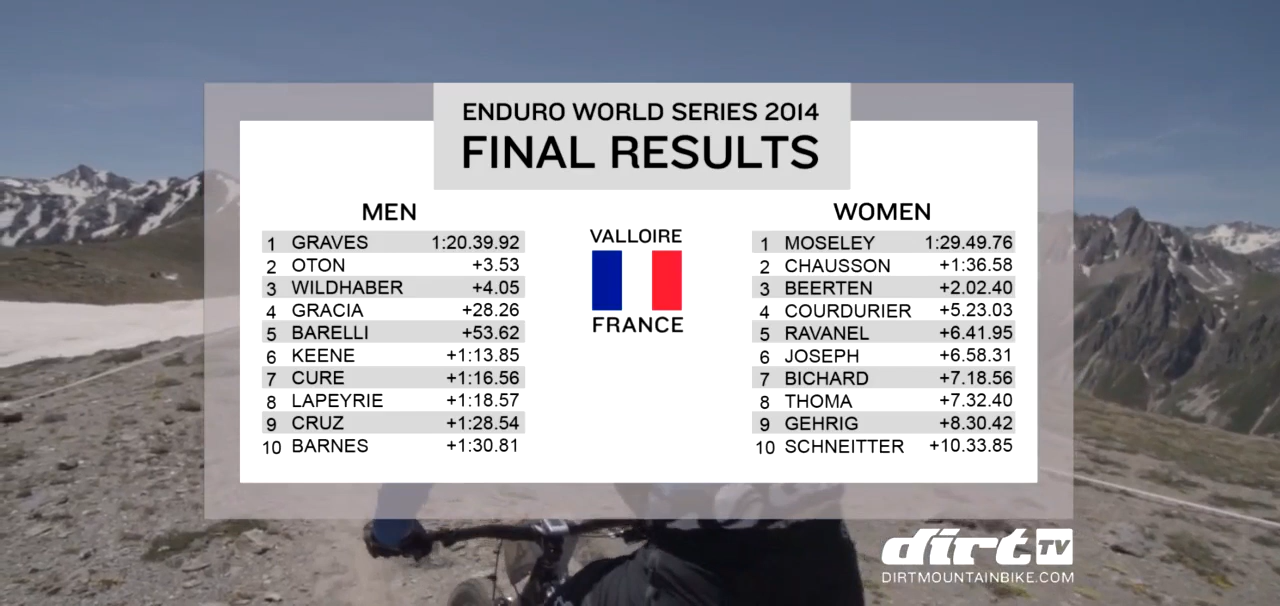 ENDURO WORLD SERIES 2014
FINAL RESULTS
MEN
1 GRAVES 1:20.39.92
2 OTON +3.53
3 WILDHABER +4.05
4 GRACIA +28.26
5 BARELLI +53.62
6 KEENE +1:13.85
7 CURE +1:16.56
8 LAPEYRIE +1:18.57
9 CRUZ +1:28.54
10 BARNES +1:30.81
VALLOIRE
FRANCE
WOMEN
1 MOSELEY 1:29.49.76
2 CHAUSSON +1:36.58
3 BEERTEN +2.02.40
4 COURDURIER +5.23.03
5 RAVANEL +6.41.95
6 JOSEPH +6.58.31
7 BICHARD +7.18.56
8 THOMA +7.32.40
9 GEHRIG +8.30.42
10 SCHNEITTER +10.33.85
dirt TV
DIRTMOUNTAINBIKE.COM